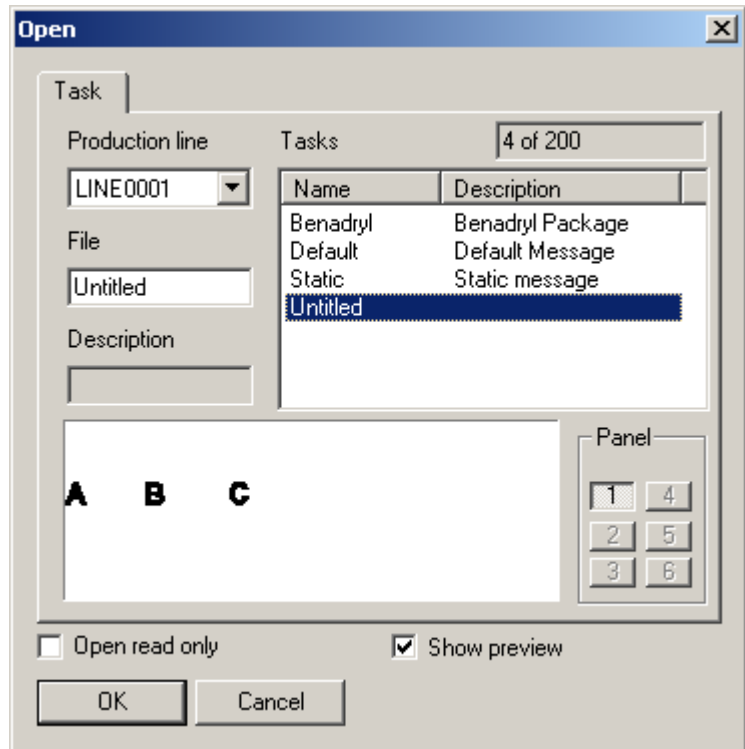 Open
Task
Production line
LINE0001
File
Untitled
Description
Tasks
4 of 200
Name Description
Benadryl Benadryl Package
Default Default Message
Static Static message
Untitled
A B C
Panel
1 4
2 5
3 6
Open read only
Show preview
OK
Cancel